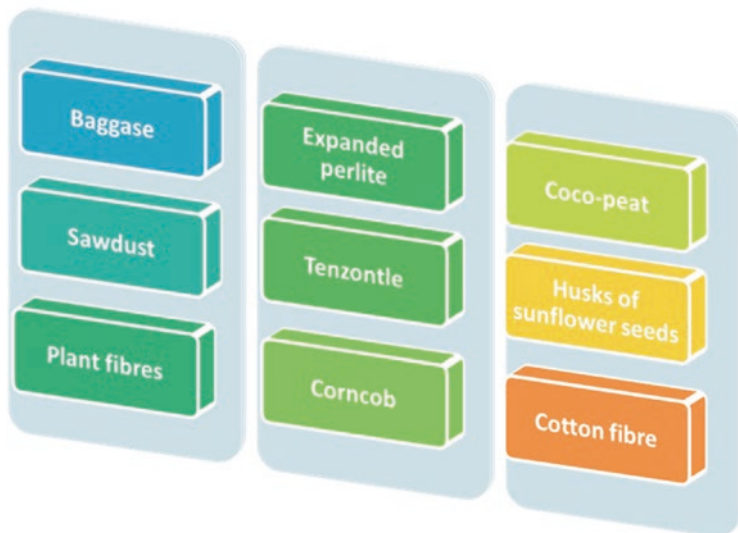 Baggase
Sawdust
Plant fibres
Expanded
perlite
Tenzontle
Corncob
Coco-peat
Husks of
sunflower seeds
Cotton fibre